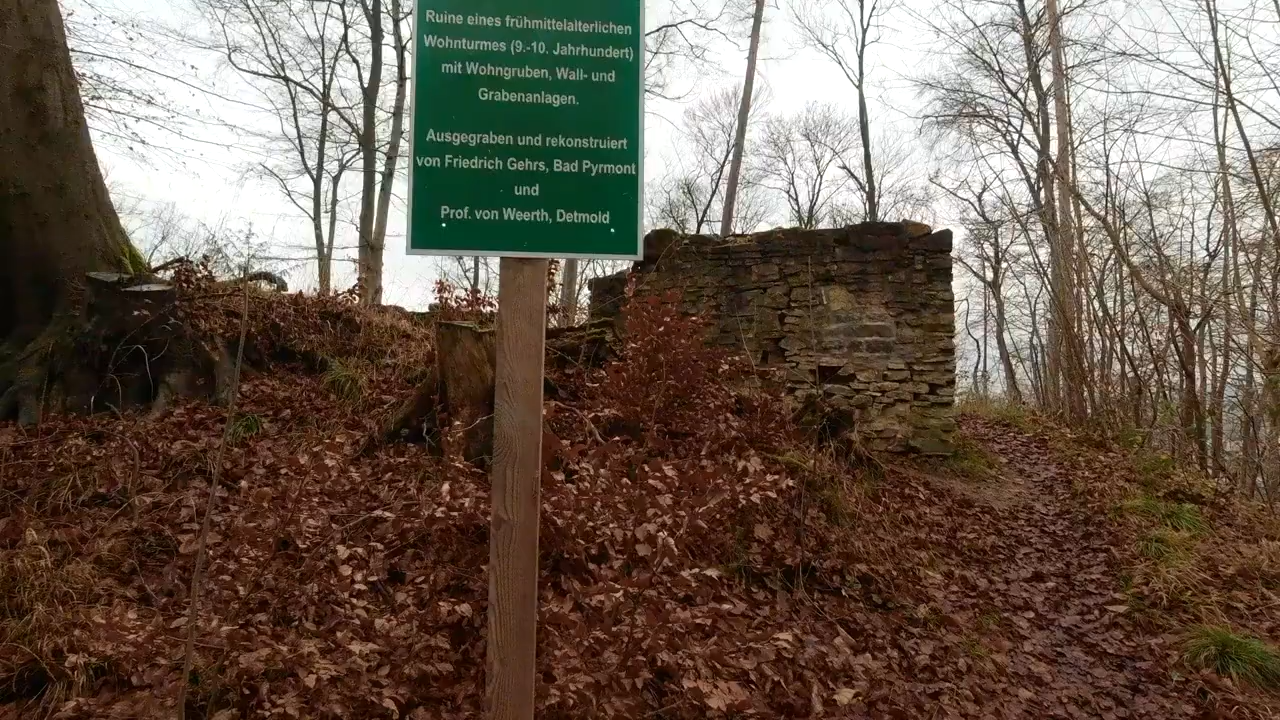 Ruine eines frühmittelalterlichen
Wohnturmes (9.-10. Jahrhundert)
mit Wohngruben, Wall- und
Grabenanlagen.
Ausgegraben und rekonstruiert
von Friedrich Gehrs, Bad Pyrmont
und
Prof. von Weerth, Detmold